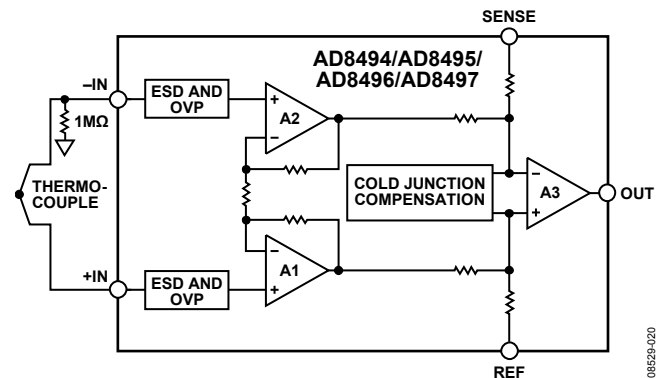 SENSE
AD8494/AD8495/
AD8496/AD8497
–IN
ESD AND
OVP
+
A2
–
1MΩ
THERMO-
COUPLE
COLD JUNCTION
COMPENSATION
–
A3
+
OUT
+IN
ESD AND
OVP
–
A1
+
REF
08529-020